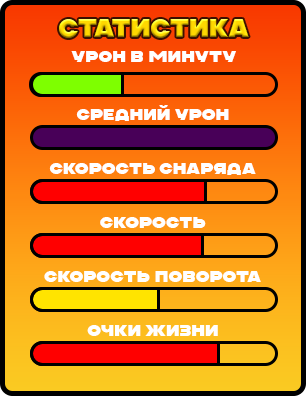 СТАТИСТИКА
УРОН В МИНУТУ
СРЕДНИЙ УРОН
СКОРОСТЬ СНАРЯДА
СКОРОСТЬ
СКОРОСТЬ ПОВОРОТА
ОЧКИ ЖИЗНИ